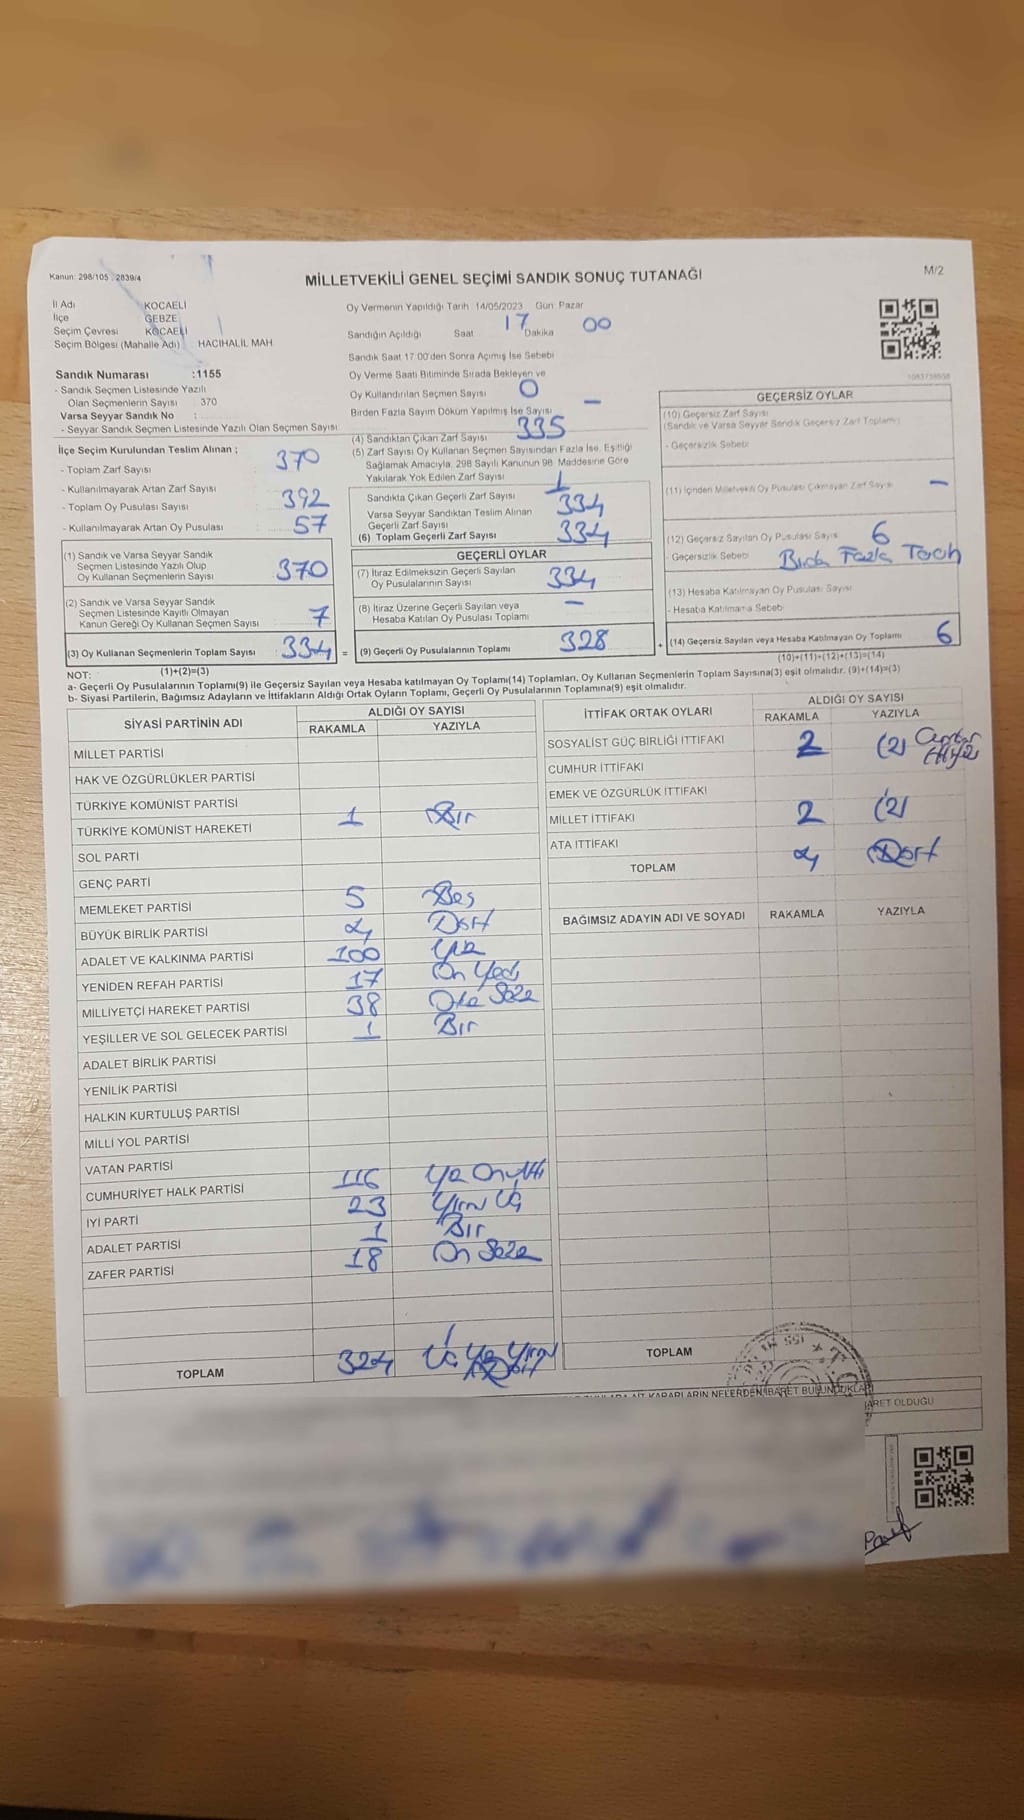 Kanun: 298/105 , 2839/4
MİLLETVEKİLİ GENEL SEÇİMİ SANDIK SONUÇ TUTANAĞI
M/2
İl Adı KOCAELİ
İlçe GEBZE
Seçim Çevresi KOCAELİ
Seçim Bölgesi (Mahalle Adı) HACIHALİL MAH
Sandık Numarası :1155
- Sandık Seçmen Listesinde Yazılı
Olan Seçmenlerin Sayısı 370
Varsa Seyyar Sandık No :
- Seyyar Sandık Seçmen Listesinde Yazılı Olan Seçmen Sayısı
Oy Vermenin Yapıldığı Tarih 14/05/2023 Gün Pazar
Sandığın Açıldığı Saat 17 Dakika 00
Sandık Saat 17 00'den Sonra Açımış İse Sebebi
Oy Verme Saati Bitiminde Sırada Bekleyen ve
Oy Kullandırılan Seçmen Sayısı 0
Birden Fazla Sayım Döküm Yapılmış İse Sayısı —
İlçe Seçim Kurulundan Teslim Alınan ;
- Toplam Zarf Sayısı 370
- Kullanılmayarak Artan Zarf Sayısı
- Toplam Oy Pusulası Sayısı 392
- Kullanılmayarak Artan Oy Pusulası 57
(1) Sandık ve Varsa Seyyar Sandık
Seçmen Listesinde Yazılı Olup
Oy Kullanan Seçmenlerin Sayısı 370
(2) Sandık ve Varsa Seyyar Sandık
Seçmen Listesinde Kayıtlı Olmayan
Kanun Gereği Oy Kullanan Seçmen Sayısı 7
(3) Oy Kullanan Seçmenlerin Toplam Sayısı : 334 =
(1)+(2)=(3)
(4) Sandıktan Çıkan Zarf Sayısı 335
(5) Zarf Sayısı Oy Kullanan Seçmen Sayısından Fazla İse, Eşitliği
Sağlamak Amacıyla, 298 Sayılı Kanunun 98. Maddesine Göre
Yakılarak Yok Edilen Zarf Sayısı 1
Sandıkta Çıkan Geçerli Zarf Sayısı 334
Varsa Seyyar Sandıktan Teslim Alınan
Geçerli Zarf Sayısı
(6) Toplam Geçerli Zarf Sayısı 334
GEÇERLİ OYLAR
(7) İtiraz Edilmeksizin Geçerli Sayılan
Oy Pusulalarının Sayısı 334
(8) İtiraz Üzerine Geçerli Sayılan veya
Hesaba Katılan Oy Pusulası Toplamı —
(9) Geçerli Oy Pusulalarının Toplamı 328 +
GEÇERSİZ OYLAR
(10) Geçersiz Zarf Sayısı
(Sandık ve Varsa Seyyar Sandık Geçersiz Zarf Toplamı)
- Geçersizlik Sebebi
(11) İçinden Milletvekili Oy Pusulası Çıkmayan Zarf Sayısı —
(12) Geçersiz Sayılan Oy Pusulası Sayısı 6
- Geçersizlik Sebebi
(13) Hesaba Katılmayan Oy Pusulası Sayısı
- Hesaba Katılmama Sebebi
(14) Geçersiz Sayılan veya Hesaba Katılmayan Oy Toplamı 6
(10)+(11)+(12)+(13)=(14)
NOT:
a- Geçerli Oy Pusulalarının Toplamı(9) ile Geçersiz Sayılan veya Hesaba katılmayan Oy Toplamı(14) Toplamları, Oy Kullanan Seçmenlerin Toplam Sayısına(3) eşit olmalıdır. (9)+(14)=(3)
b- Siyasi Partilerin, Bağımsız Adayların ve İttifakların Aldığı Ortak Oyların Toplamı, Geçerli Oy Pusulalarının Toplamına(9) eşit olmalıdır.
SİYASİ PARTİNİN ADI ALDIĞI OY SAYISI
RAKAMLA YAZIYLA
MİLLET PARTİSİ
HAK VE ÖZGÜRLÜKLER PARTİSİ
TÜRKİYE KOMÜNİST PARTİSİ
TÜRKİYE KOMÜNİST HAREKETİ 1 Bir
SOL PARTİ
GENÇ PARTİ
MEMLEKET PARTİSİ 5 Beş
BÜYÜK BİRLİK PARTİSİ 4 Dört
ADALET VE KALKINMA PARTİSİ 100 Yüz
YENİDEN REFAH PARTİSİ 17 On Yedi
MİLLİYETÇİ HAREKET PARTİSİ 38 Otuz Sekiz
YEŞİLLER VE SOL GELECEK PARTİSİ 1 Bir
ADALET BİRLİK PARTİSİ
YENİLİK PARTİSİ
HALKIN KURTULUŞ PARTİSİ
MİLLİ YOL PARTİSİ
VATAN PARTİSİ
CUMHURİYET HALK PARTİSİ 116 Yüz Onaltı
İYİ PARTİ 23 Yirmi Üç
ADALET PARTİSİ 1 Bir
ZAFER PARTİSİ 18 On Sekiz
TOPLAM 324 Üç Yüz Yirmi Dört
İTTİFAK ORTAK OYLARI ALDIĞI OY SAYISI
RAKAMLA YAZIYLA
SOSYALİST GÜÇ BİRLİĞİ İTTİFAKI 2 (2)
CUMHUR İTTİFAKI
EMEK VE ÖZGÜRLÜK İTTİFAKI
MİLLET İTTİFAKI 2 (2)
ATA İTTİFAKI
TOPLAM 4 Dört
BAĞIMSIZ ADAYIN ADI VE SOYADI RAKAMLA YAZIYLA
TOPLAM
KARARLARIN NELERDEN İBARET BULUNDUKLARI
İBARET OLDUĞU